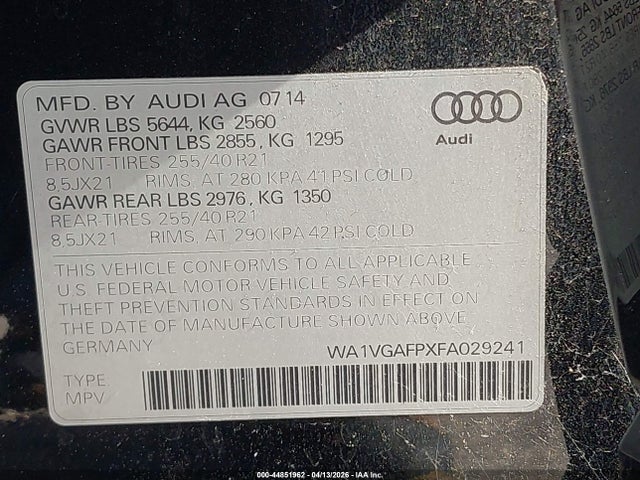 MFD. BY AUDI AG 07 14
GVWR LBS 5644, KG 2560
GAWR FRONT LBS 2855, KG 1295
FRONT-TIRES 255/40 R21
8,5JX21 RIMS, AT 280 KPA 41 PSI COLD
GAWR REAR LBS 2976, KG 1350
REAR-TIRES 255/40 R21
8,5JX21 RIMS, AT 290 KPA 42 PSI COLD
Audi
THIS VEHICLE CONFORMS TO ALL APPLICABLE
U.S. FEDERAL MOTOR VEHICLE SAFETY AND
THEFT PREVENTION STANDARDS IN EFFECT ON
THE DATE OF MANUFACTURE SHOWN ABOVE.
GERMANY
WA1VGAFPXFA029241
TYPE:
MPV
000-44851962 - 04/13/2026 - IAA Inc.